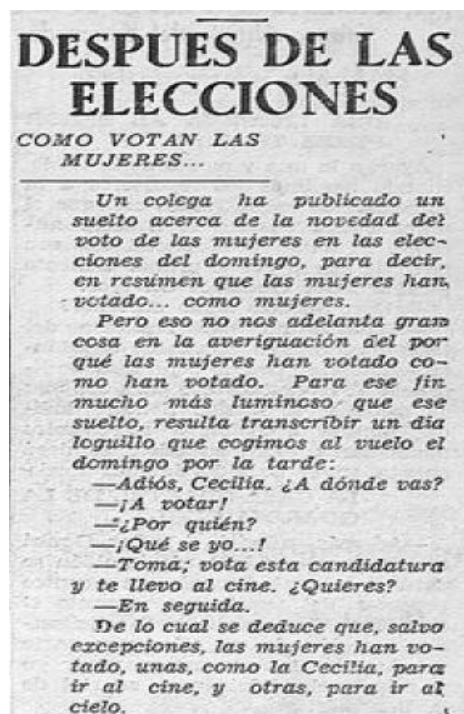 DESPUES DE LAS
ELECCIONES
COMO VOTAN LAS
MUJERES...
Un colega ha publicado un
suelto acerca de la novedad del
voto de las mujeres en las elec-
ciones del domingo, para decir,
en resúmen que las mujeres han
votado... como mujeres.
Pero eso no nos adelanta gram
cosa en la averiguación del por
qué las mujeres han votado co-
mo han votado. Para ese fin
mucho más luminoso que ese
suelto, resulta transcribir un dia
loguillo que cogimos al vuelo el
domingo por la tarde:
—Adiós, Cecilia. ¿A dónde vas?
—¡A votar!
—¿Por quién?
—¡Qué se yo...!
—Toma; vota esta candidatura
y te llevo al cine. ¿Quieres?
—En seguida.
De lo cual se deduce que, salvo
excepciones, las mujeres han vo-
tado, unas, como la Cecilia, para
ir al cine, y otras, para ir al
cielo.